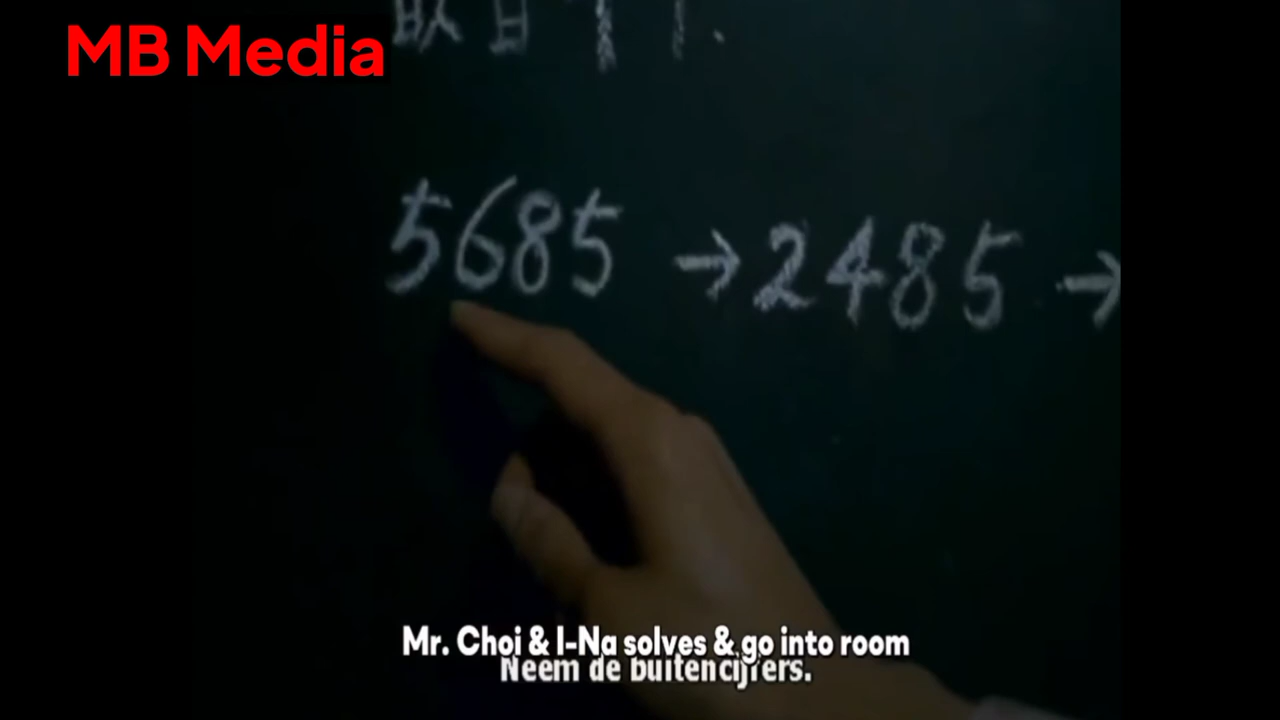 MB Media
5685 → 2485 →
Mr. Choi & I-Na solves & go into room
Neem de buitencijfers.